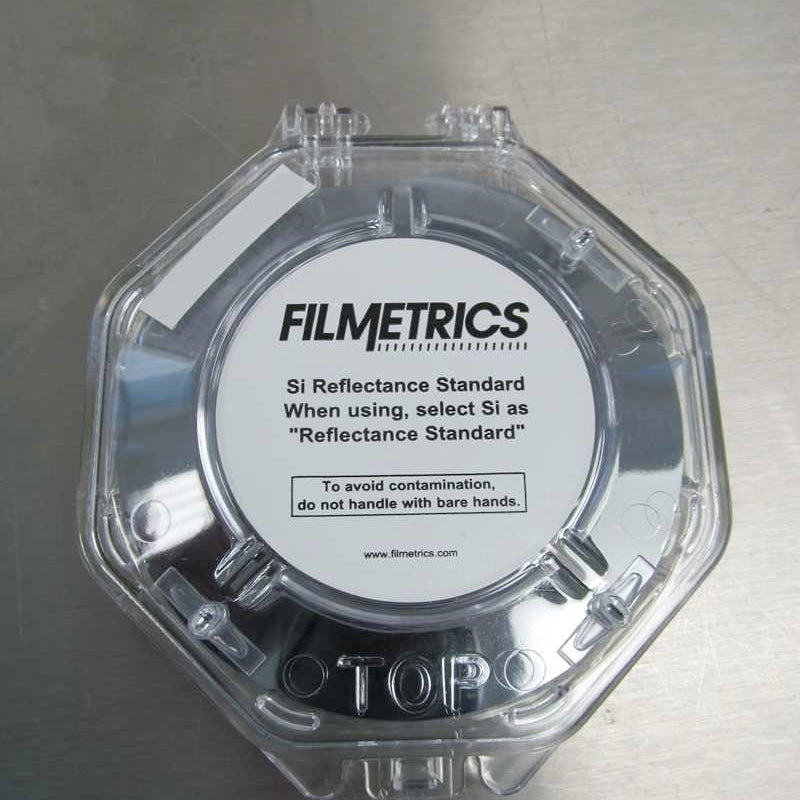 FILMETRICS
Si Reflectance Standard
When using, select Si as
"Reflectance Standard"
To avoid contamination,
do not handle with bare hands.
www.filmetrics.com
TOP